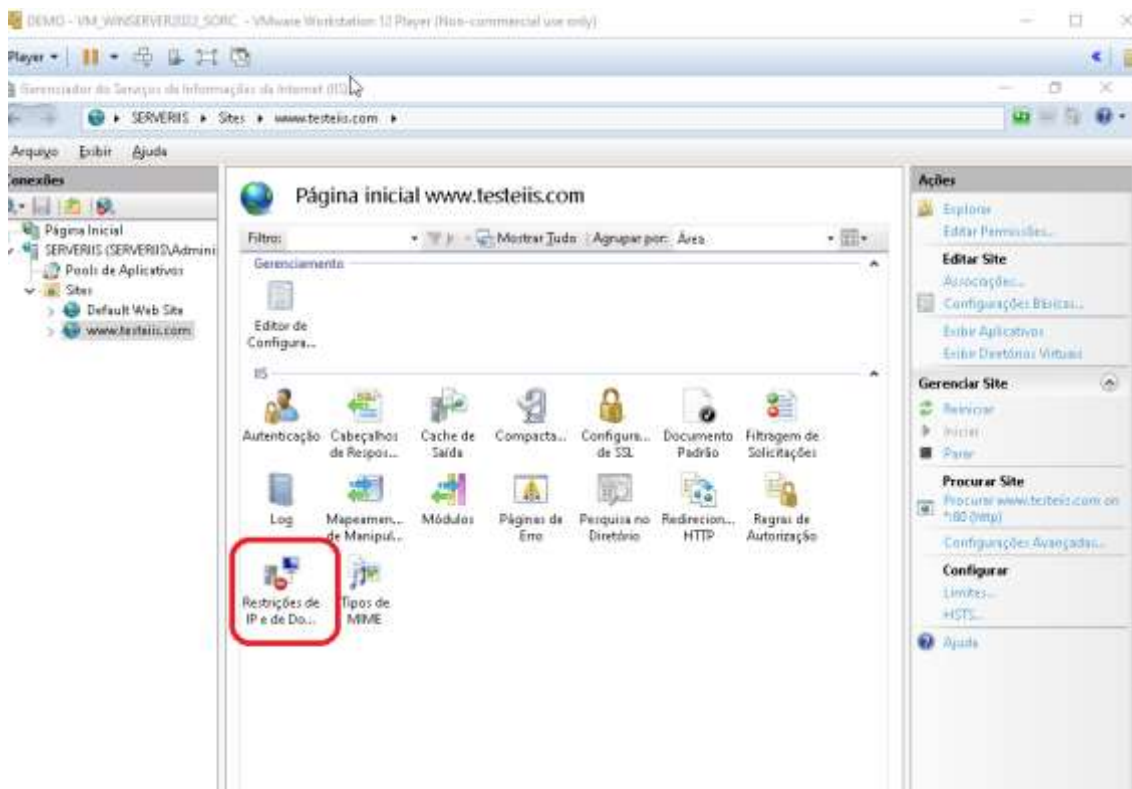 DEMO - VM_WINSERVER2022_SORC - VMware Workstation 17 Player (Non-commercial use only)
Player
Gerenciador do Serviços de Informações da Internet (IIS)
SERVERIIS Sites www.testeiis.com
Arquivo Exibir Ajuda
Conexões
Página Inicial
SERVERIIS (SERVERIIS\Admini
Pools de Aplicativos
Sites
Default Web Site
www.testeiis.com
Página inicial www.testeiis.com
Filtro: Mostrar Tudo Agrupar por: Área
Gerenciamento
Editor de
Configura...
IIS
Autenticação Cabeçalhos Cache de Compacta... Configura... Documento Filtragem de
de Respos... Saída de SSL Padrão Solicitações
Log Mapeamen... Módulos Páginas de Pesquisa no Redirecion... Regras de
de Manipul... Erro Diretório HTTP Autorização
Restrições de Tipos de
IP e de Do... MIME
Ações
Explorar
Editar Permissões...
Editar Site
Associações...
Configurações Básicas...
Exibir Aplicativos
Exibir Diretórios Virtuais
Gerenciar Site
Reiniciar
Iniciar
Parar
Procurar Site
Procurar www.testeiis.com on
*:80 (http)
Configurações Avançadas...
Configurar
Limites...
HSTS...
Ajuda